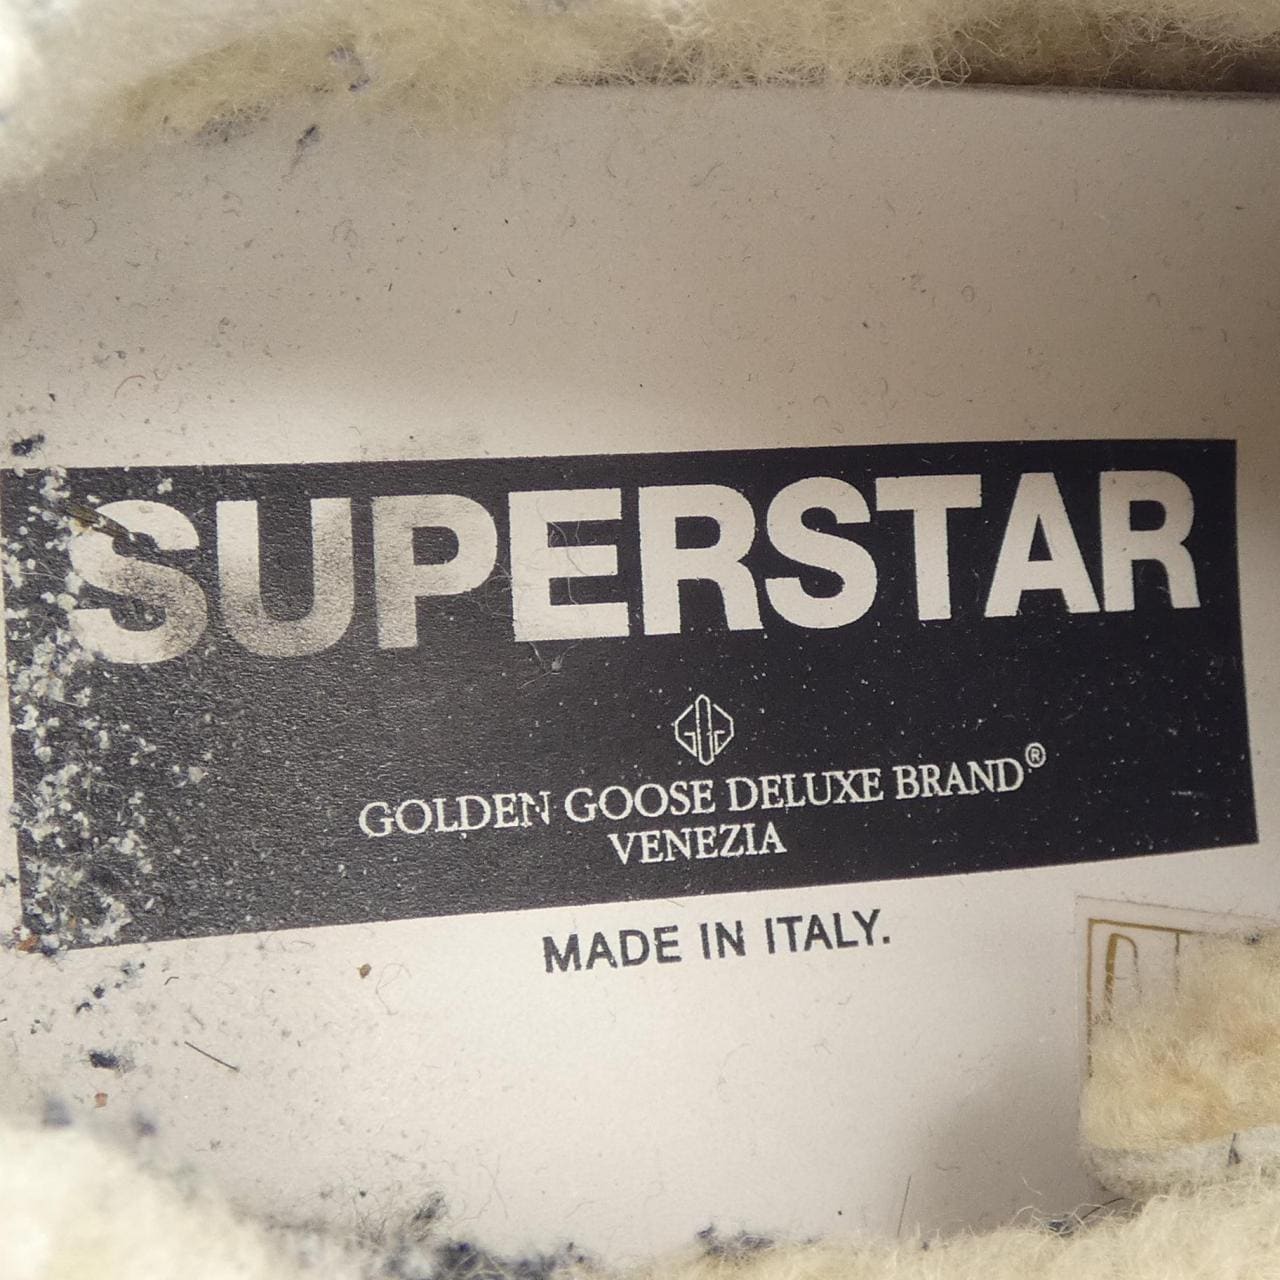 SUPERSTAR
GOLDEN GOOSE DELUXE BRAND®
VENEZIA
MADE IN ITALY.